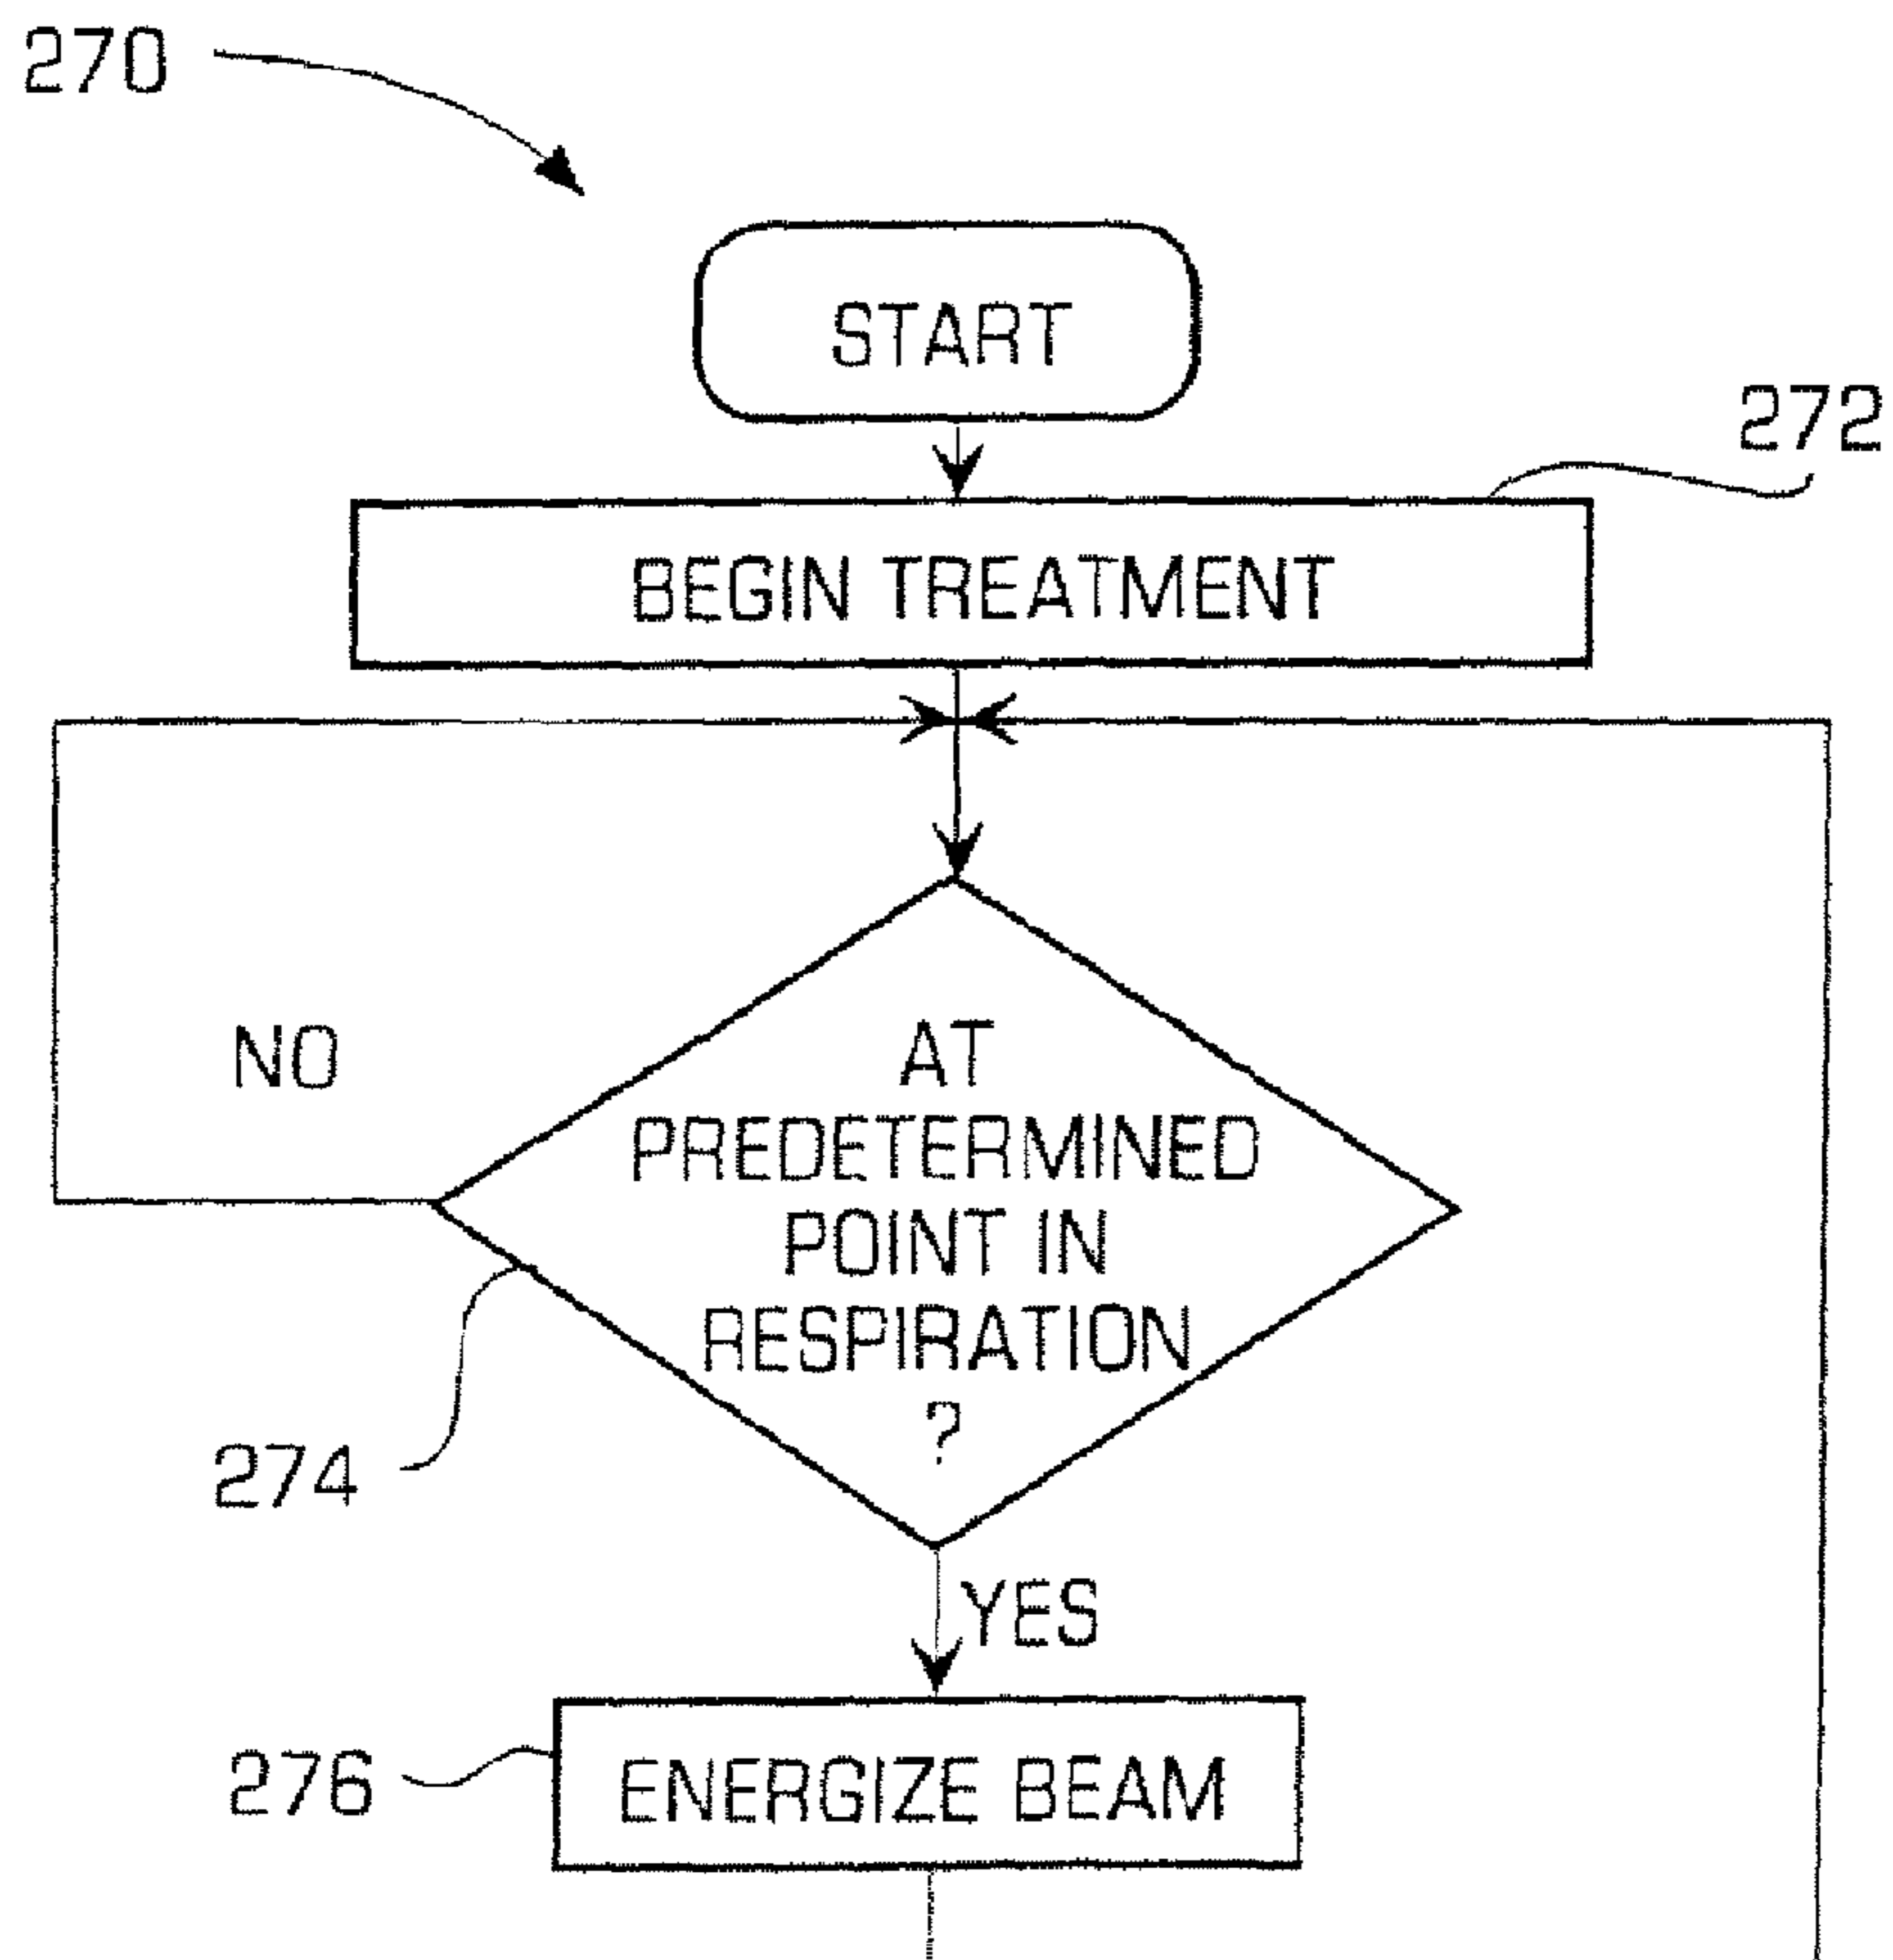 270
START
272
BEGIN TREATMENT
NO
AT
PREDETERMINED
POINT IN
RESPIRATION
?
274
YES
276
ENERGIZE BEAM